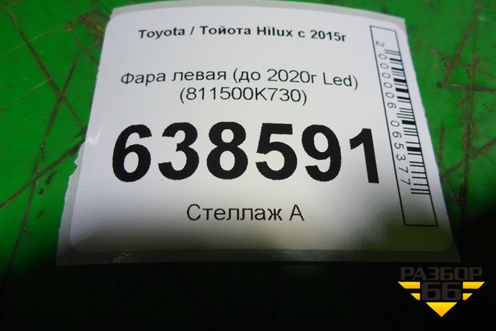 Toyota / Тойота Hilux с 2015г
Фара левая (до 2020г Led)
(811500K730)
638591
Стеллаж А
2000006065377
РАЗБОР
66